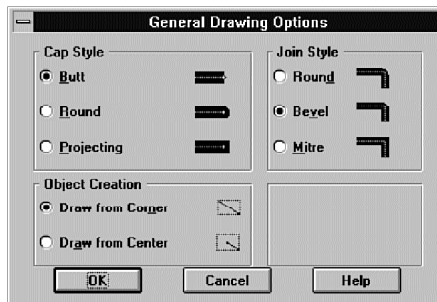 General Drawing Options
Cap Style
Butt
Round
Projecting
Join Style
Round
Bevel
Mitre
Object Creation
Draw from Corner
Draw from Center
OK
Cancel
Help